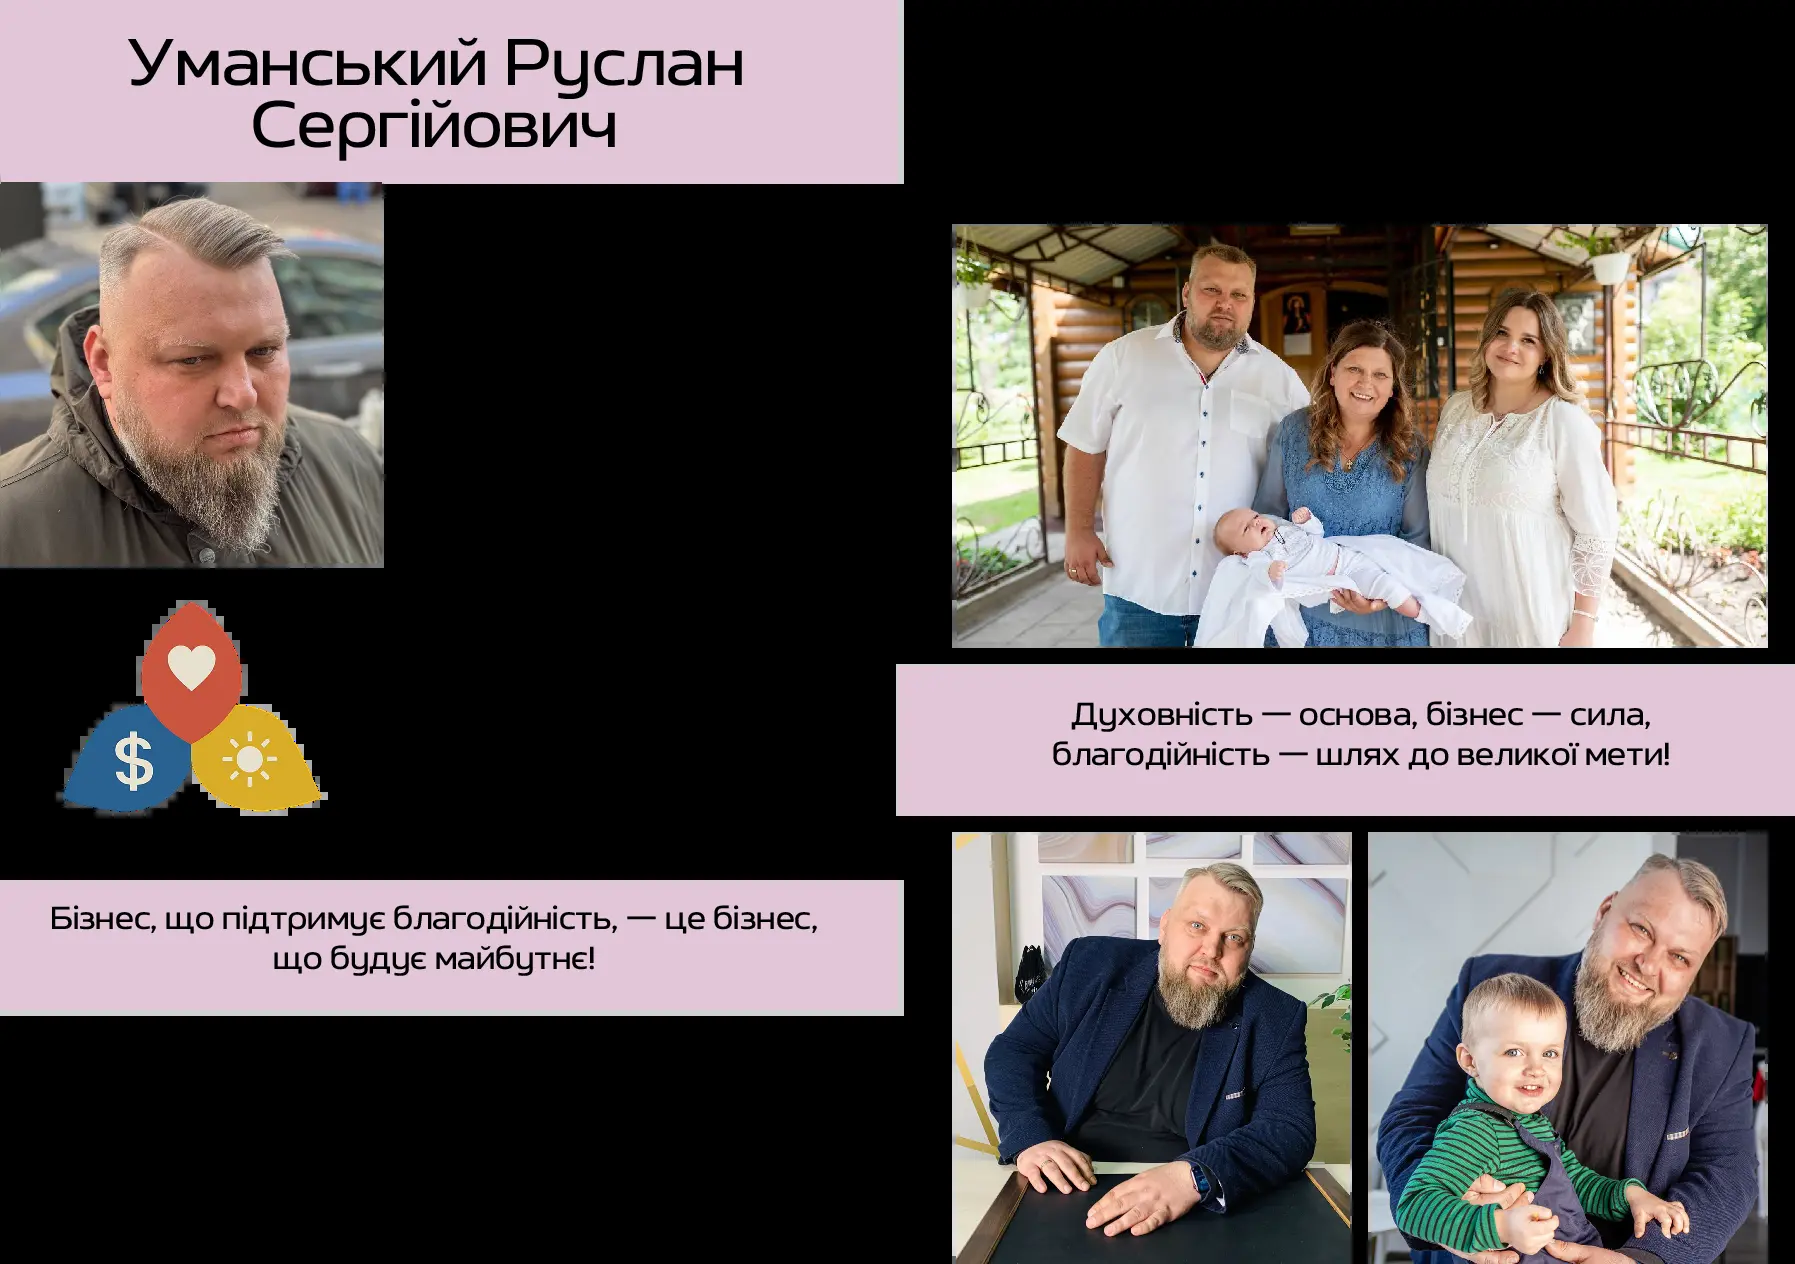 Уманський Руслан
Сергійович
$
Духовність — основа, бізнес — сила,
благодійність — шлях до великої мети!
Бізнес, що підтримує благодійність, — це бізнес,
що будує майбутнє!